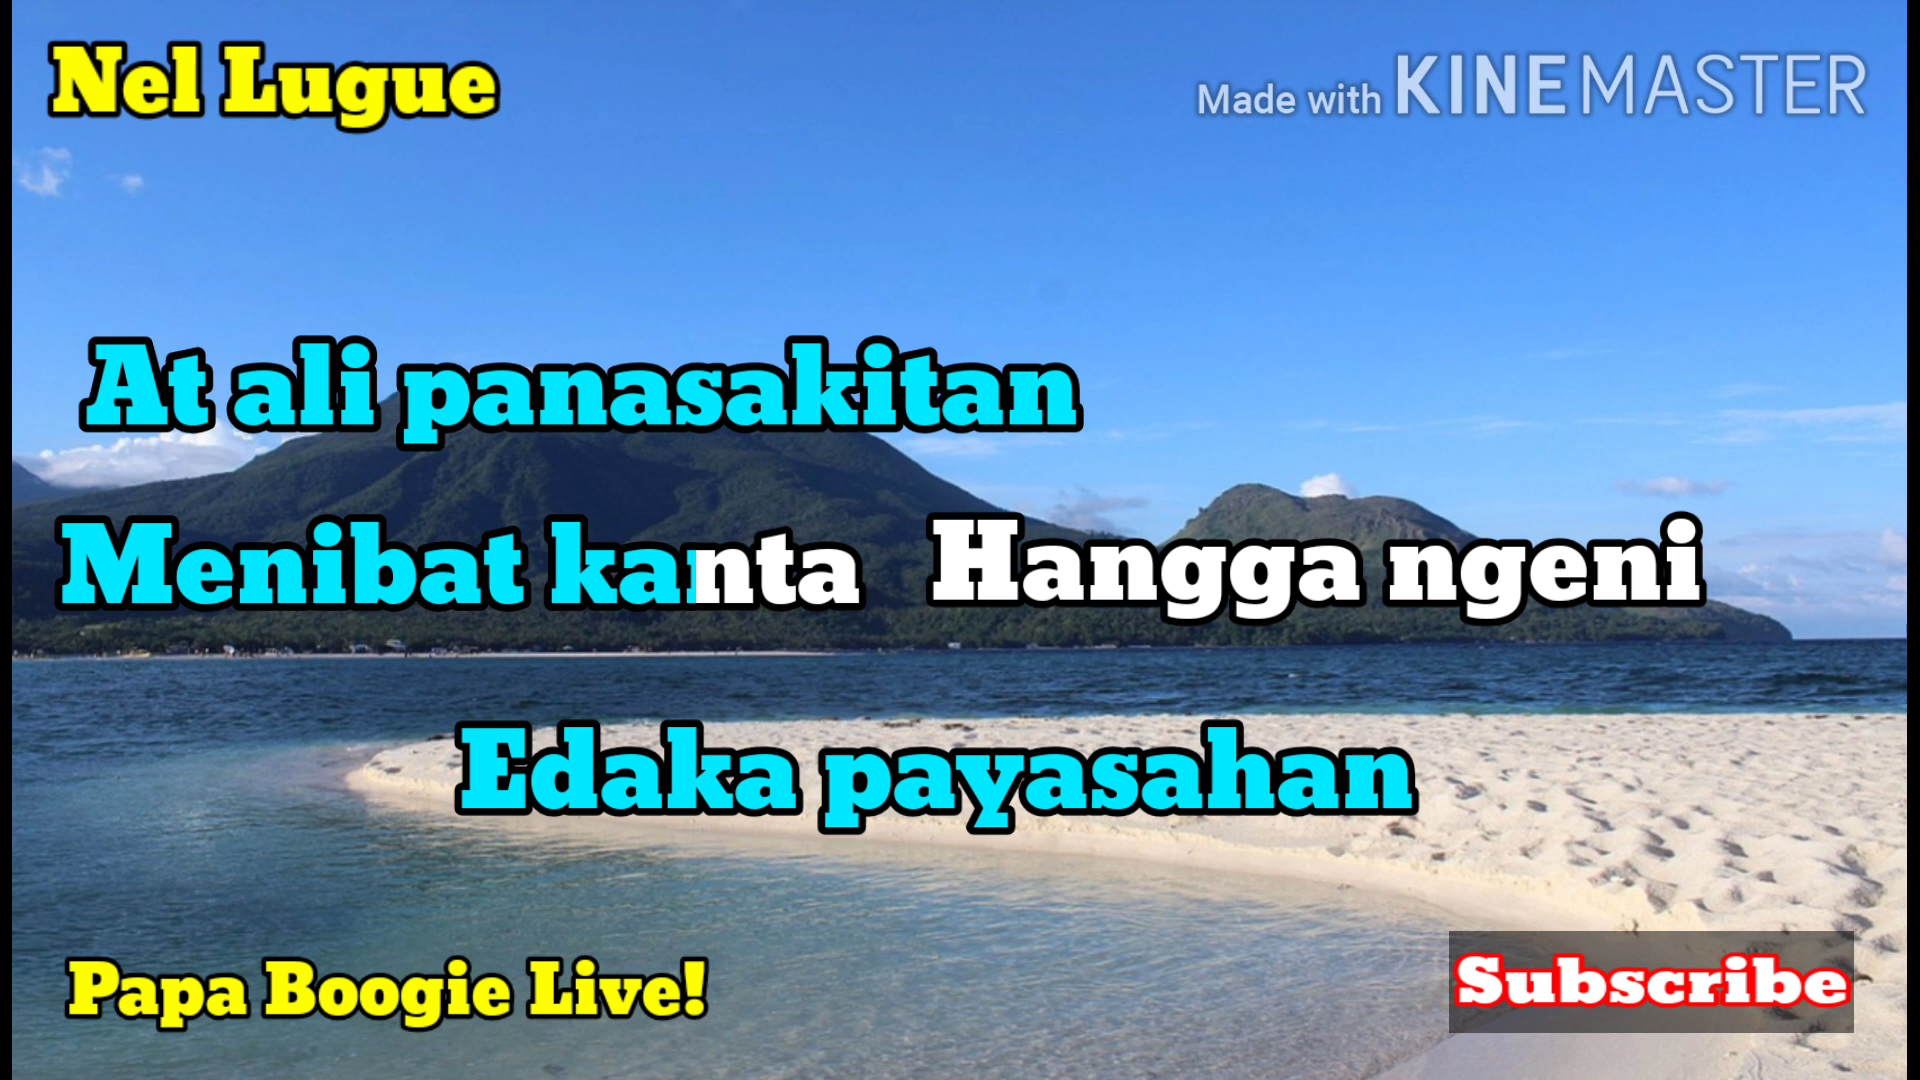 Nel Lugue
Made with KINEMASTER
At ali panasakitan
Menibat kanta Hangga ngeni
Edaka payasahan
Papa Boogie Live!
Subscribe